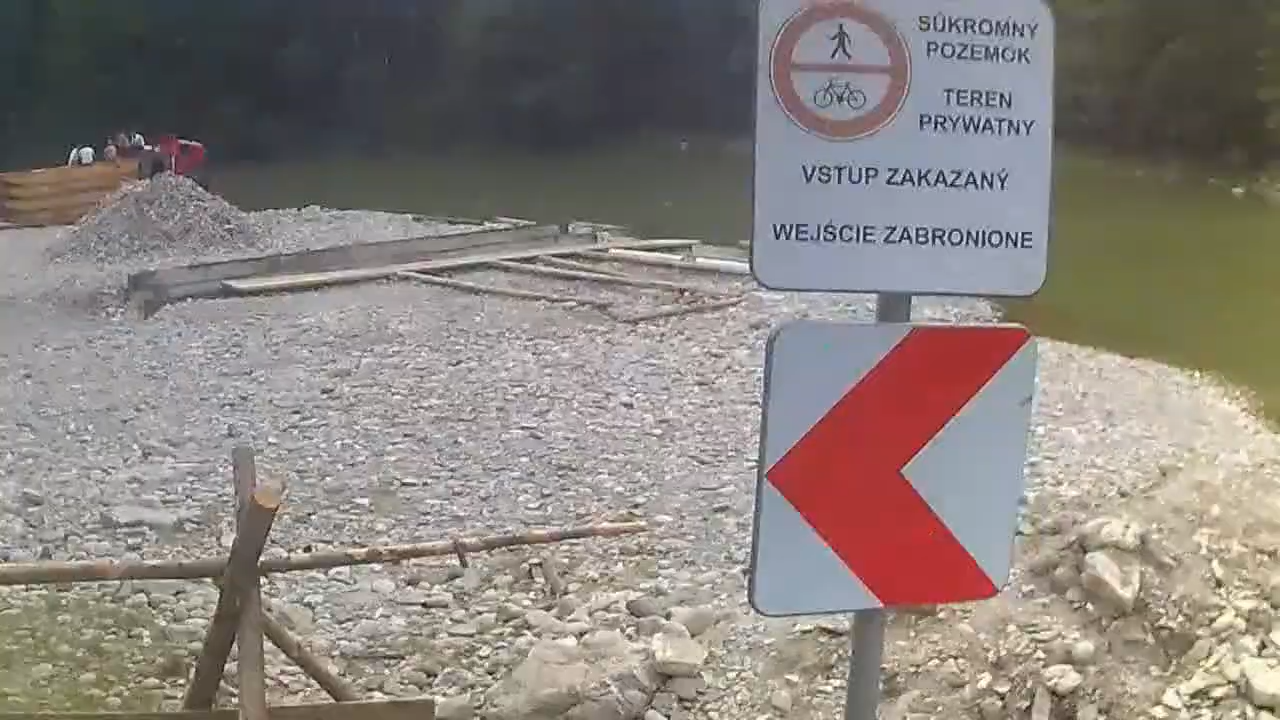 SÚKROMNÝ
POZEMOK
TEREN
PRYWATNY
VSTUP ZAKAZANÝ
WEJŚCIE ZABRONIONE